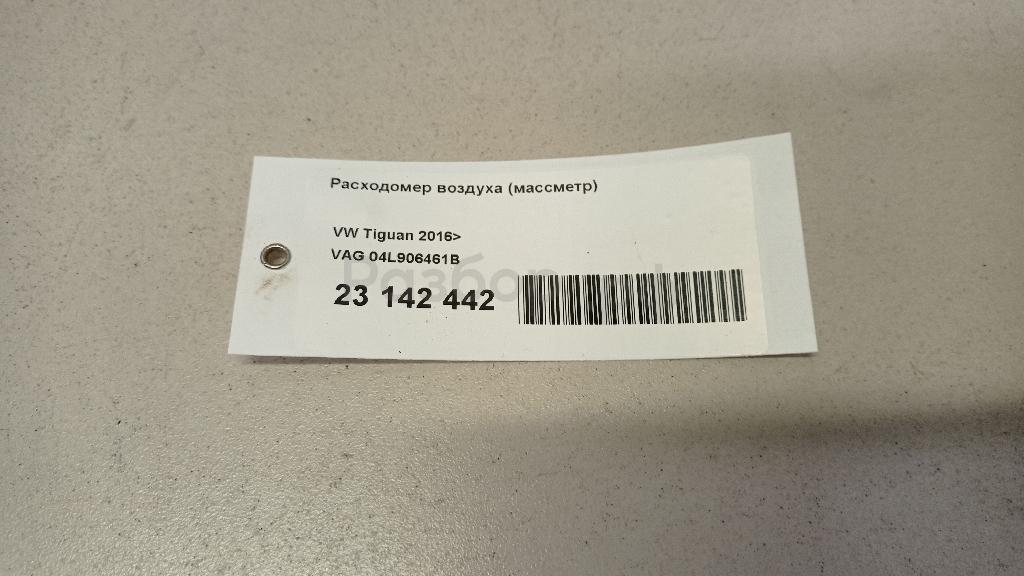 Расходомер воздуха (массметр)
VW Tiguan 2016>
VAG 04L906461B
23 142 442